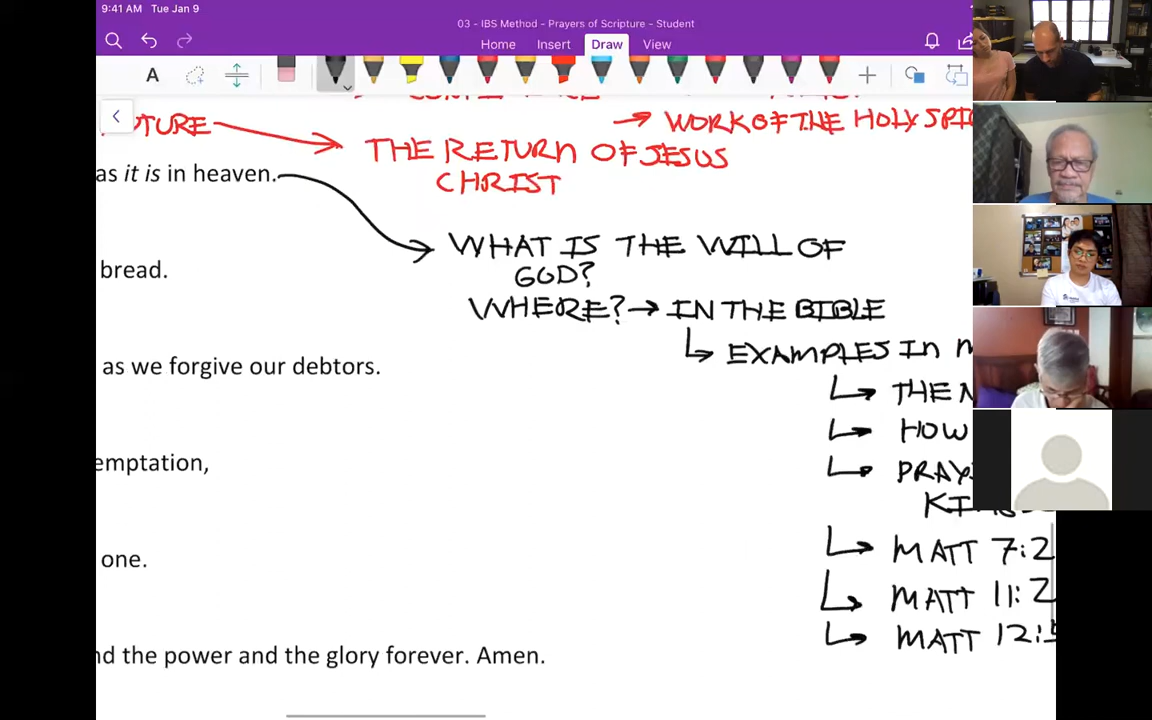 9:41 AM Tue Jan 9
03 - IBS Method - Prayers of Scripture - Student
Home Insert Draw View
A
→ WORK OF THE HOLY SPI
TURE → THE RETURN OF JESUS
CHRIST
as it is in heaven.
WHAT IS THE WILL OF
GOD?
bread.
WHERE? → IN THE BIBLE
EXAMPLES IN
as we forgive our debtors.
THE
HOW
emptation,
PRAY
MATT 7:2
one.
MATT 11:2
MATT 12:
nd the power and the glory forever. Amen.